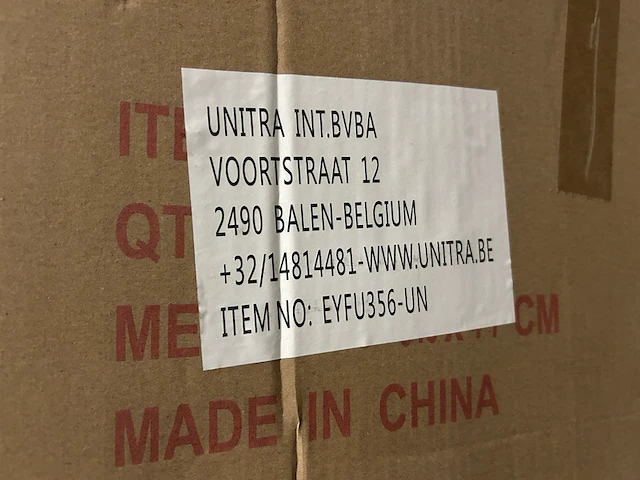 UNITRA INT.BVBA
VOORTSTRAAT 12
2490 BALEN-BELGIUM
+32/14814481-WWW.UNITRA.BE
ITEM NO: EYFU356-UN
CM
MADE IN CHINA